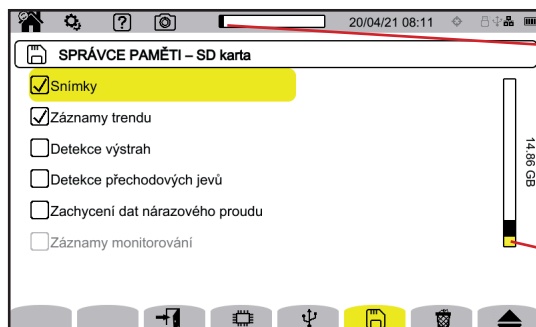 20/04/21 08:11
SPRÁVCE PAMĚTI – SD karta
Snímky
Záznamy trendu
Detekce výstrah
Detekce přechodových jevů
Zachycení dat nárazového proudu
Záznamy monitorování
14.86 GB